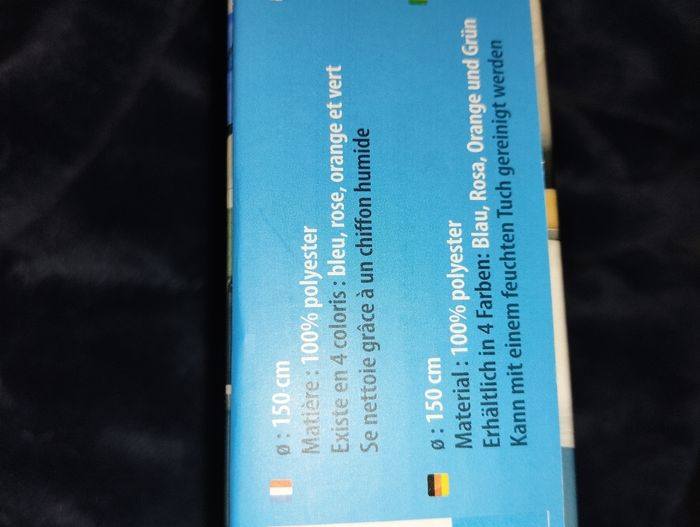 ø : 150 cm
Matière : 100% polyester
Existe en 4 coloris : bleu, rose, orange et vert
Se nettoie grâce à un chiffon humide
ø : 150 cm
Material : 100% polyester
Erhältlich in 4 Farben: Blau, Rosa, Orange und Grün
Kann mit einem feuchten Tuch gereinigt werden